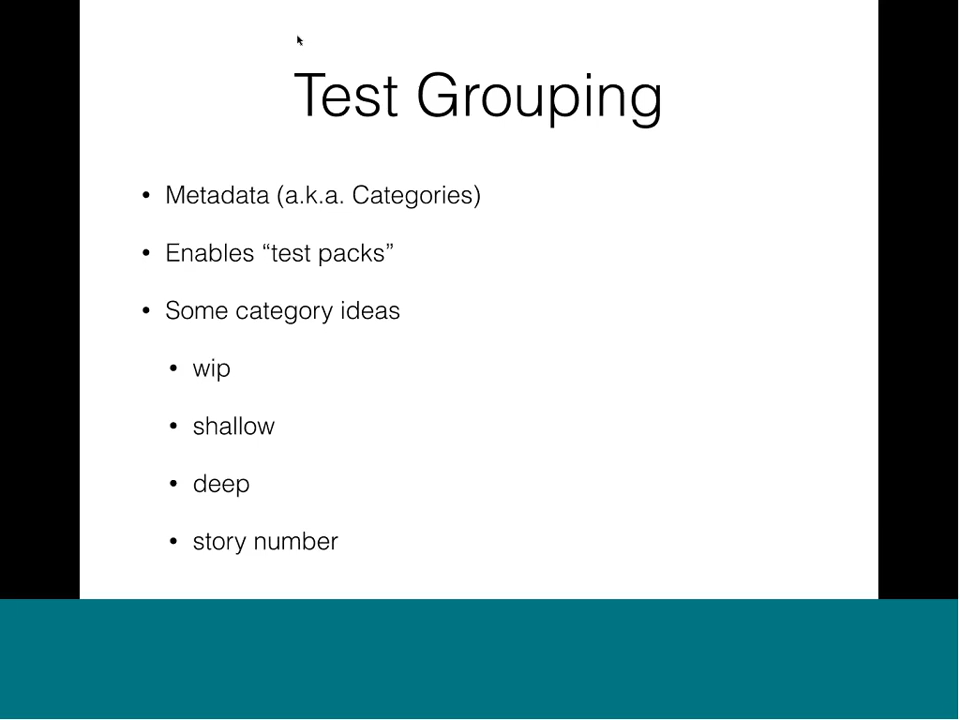 Test Grouping
• Metadata (a.k.a. Categories)
• Enables “test packs”
• Some category ideas
• wip
• shallow
• deep
• story number